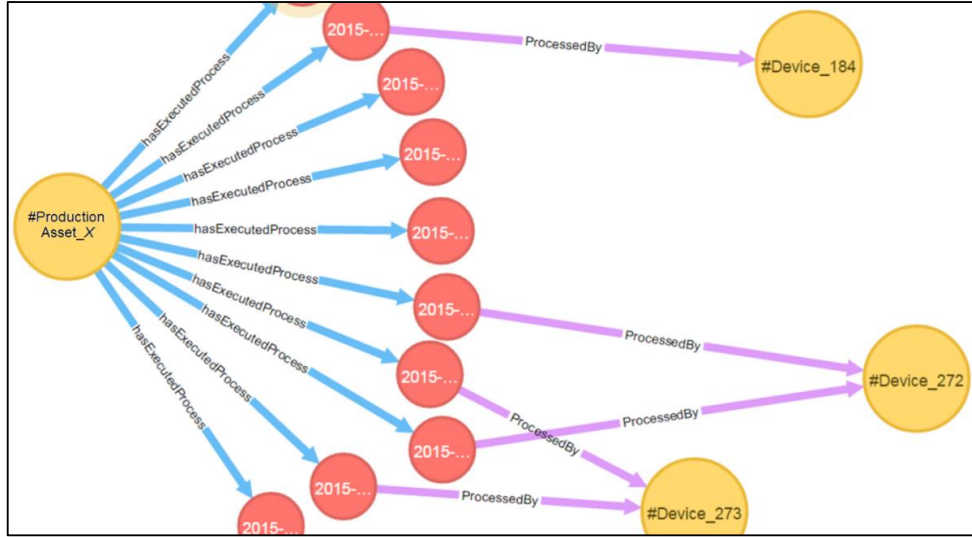 2015-...
ProcessedBy
#Device_184
hasExecutedProcess
hasExecutedProcess
2015-...
hasExecutedProcess
2015-...
hasExecutedProcess
#Production
Asset_X
hasExecutedProcess
2015-...
hasExecutedProcess
2015-...
ProcessedBy
hasExecutedProcess
2015-...
#Device_272
hasExecutedProcess
ProcessedBy
ProcessedBy
2015-...
hasExecutedProcess
hasExecutedProcess
2015-...
ProcessedBy
#Device_273
2015-...